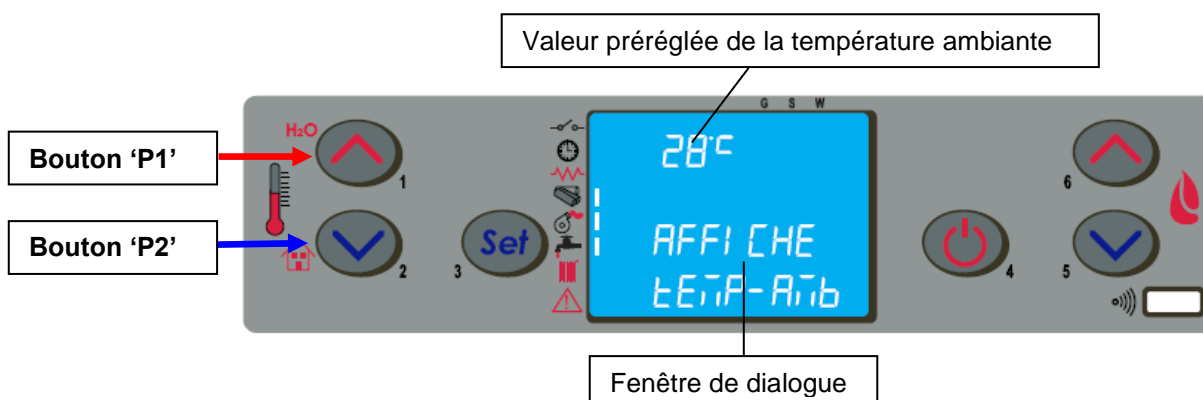 Valeur préréglée de la température ambiante
G S W
H₂O
28°C
Bouton ‘P1’
1
6
Bouton ‘P2’
AFFICHE
2
3
Set
4
5
tEmP-Amb
Fenêtre de dialogue